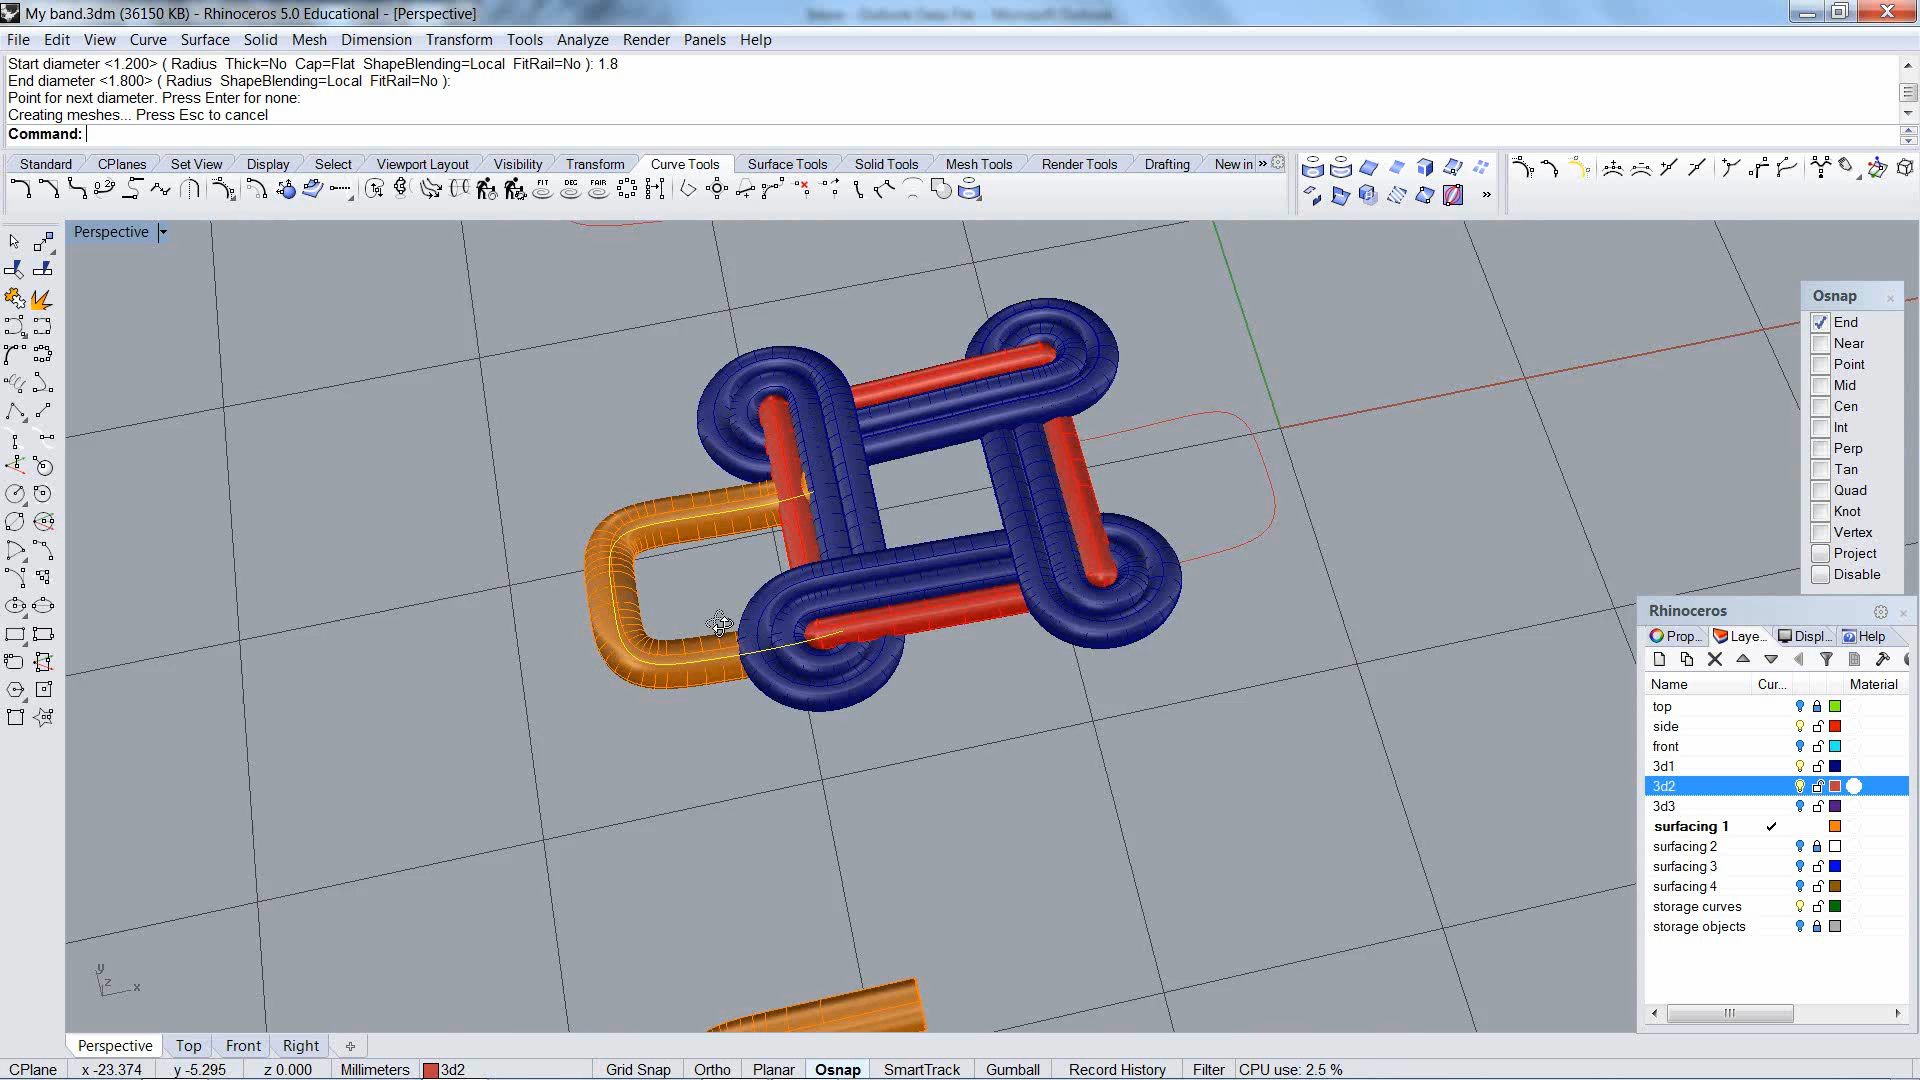 My band.3dm (36150 KB) - Rhinoceros 5.0 Educational - [Perspective]
File Edit View Curve Surface Solid Mesh Dimension Transform Tools Analyze Render Panels Help
Start diameter <1.200> ( Radius Thick=No Cap=Flat ShapeBlending=Local FitRail=No ): 1.8
End diameter <1.800> ( Radius ShapeBlending=Local FitRail=No ):
Point for next diameter. Press Enter for none:
Creating meshes... Press Esc to cancel
Command:
Standard CPlanes Set View Display Select Viewport Layout Visibility Transform Curve Tools Surface Tools Solid Tools Mesh Tools Render Tools Drafting New in »
FIT DEG FAIR
Perspective
Osnap
End
Near
Point
Mid
Cen
Int
Perp
Tan
Quad
Knot
Vertex
Project
Disable
Rhinoceros
Prop... Laye... Displ... Help
Name Cur... Material
top
side
front
3d1
3d2
3d3
surfacing 1
surfacing 2
surfacing 3
surfacing 4
storage curves
storage objects
y
z
x
Perspective Top Front Right
CPlane x -23.374 y -5.295 z 0.000 Millimeters 3d2 Grid Snap Ortho Planar Osnap SmartTrack Gumball Record History Filter CPU use: 2.5 %